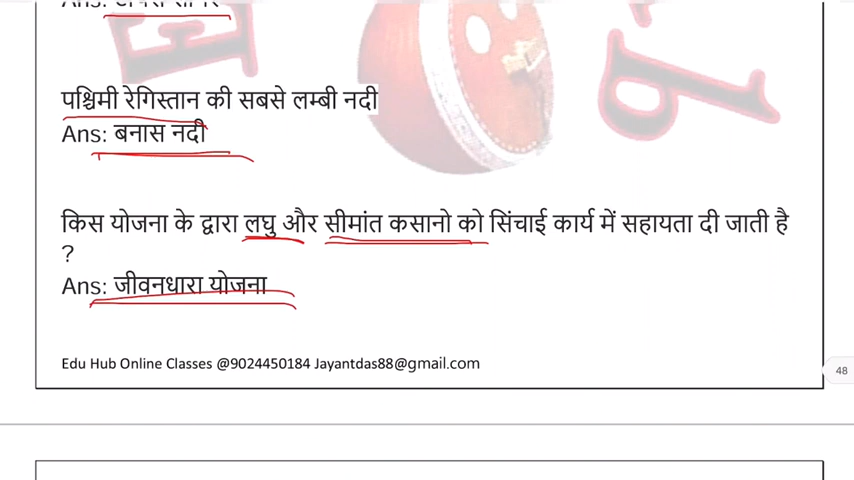 पश्चिमी रेगिस्तान की सबसे लम्बी नदी
Ans: बनास नदी
किस योजना के द्वारा लघु और सीमांत कसानो को सिंचाई कार्य में सहायता दी जाती है
?
Ans: जीवनधारा योजना
Edu Hub Online Classes @9024450184 Jayantdas88@gmail.com
48